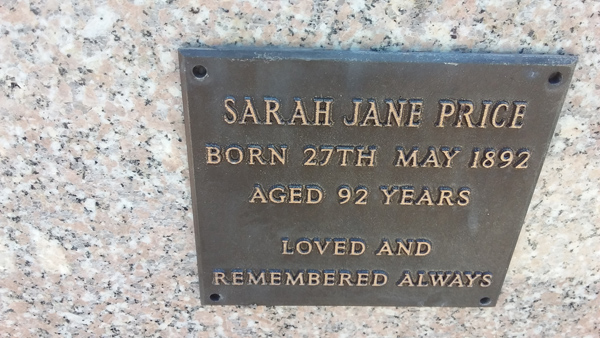 SARAH JANE PRICE
BORN 27TH MAY 1892
AGED 92 YEARS
LOVED AND
REMEMBERED ALWAYS